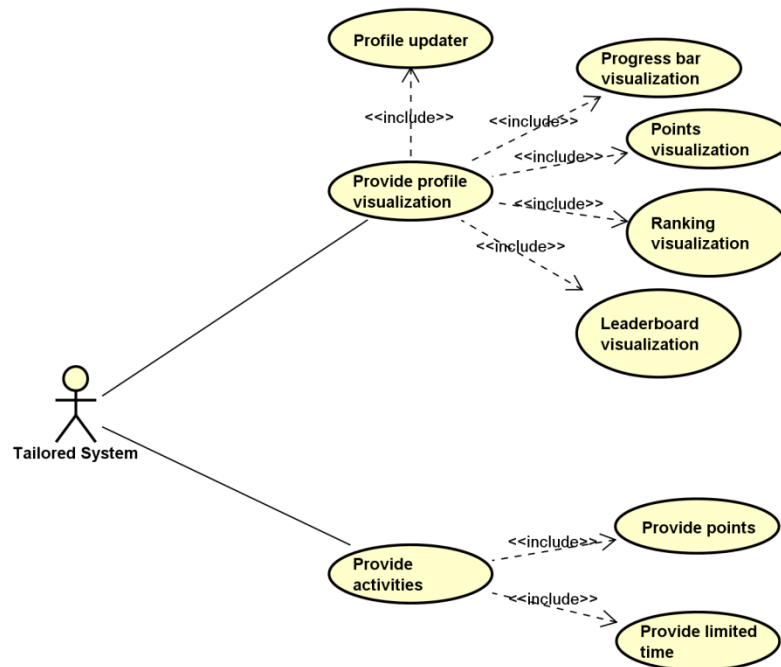 Profile updater
Progress bar
visualization
<<include>>
<<include>>
Points
visualization
<<include>>
Provide profile
visualization
<<include>>
Ranking
visualization
<<include>>
Leaderboard
visualization
Tailored System
Provide points
<<include>>
Provide
activities
<<include>>
Provide limited
time